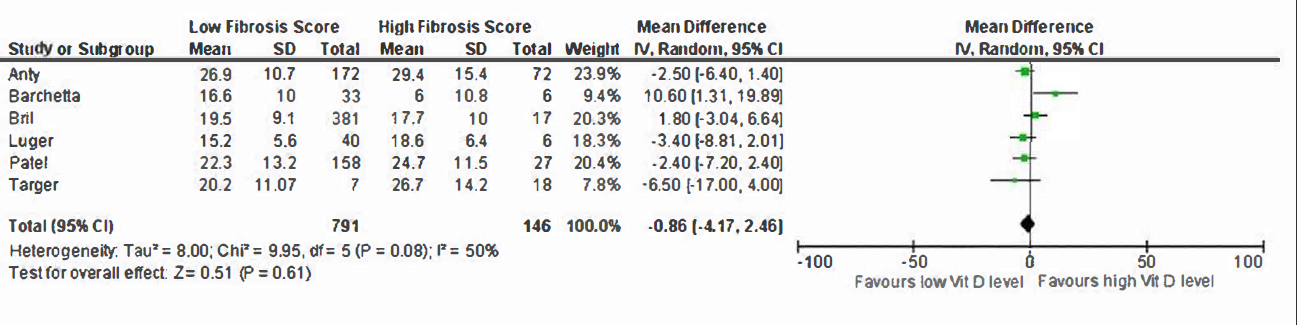 Low Fibrosis Score High Fibrosis Score Mean Difference Mean Difference
Study or Subgroup Mean SD Total Mean SD Total Weight IV, Random, 95% CI IV, Random, 95% CI
Anty 26.9 10.7 172 29.4 15.4 72 23.9% -2.50 [-6.40, 1.40]
Barchetta 16.6 10 33 6 10.8 6 9.4% 10.60 [1.31, 19.89]
Bril 19.5 9.1 381 17.7 10 17 20.3% 1.80 [-3.04, 6.64]
Luger 15.2 5.6 40 18.6 6.4 6 18.3% -3.40 [-8.81, 2.01]
Patel 22.3 13.2 158 24.7 11.5 27 20.4% -2.40 [-7.20, 2.40]
Targer 20.2 11.07 7 26.7 14.2 18 7.8% -6.50 [-17.00, 4.00]
Total (95% CI) 791 146 100.0% -0.86 [-4.17, 2.46]
Heterogeneity: Tau² = 8.00; Chi² = 9.95, df = 5 (P = 0.08); I² = 50%
Test for overall effect: Z = 0.51 (P = 0.61)
-100 -50 0 50 100
Favours low Vit D level Favours high Vit D level